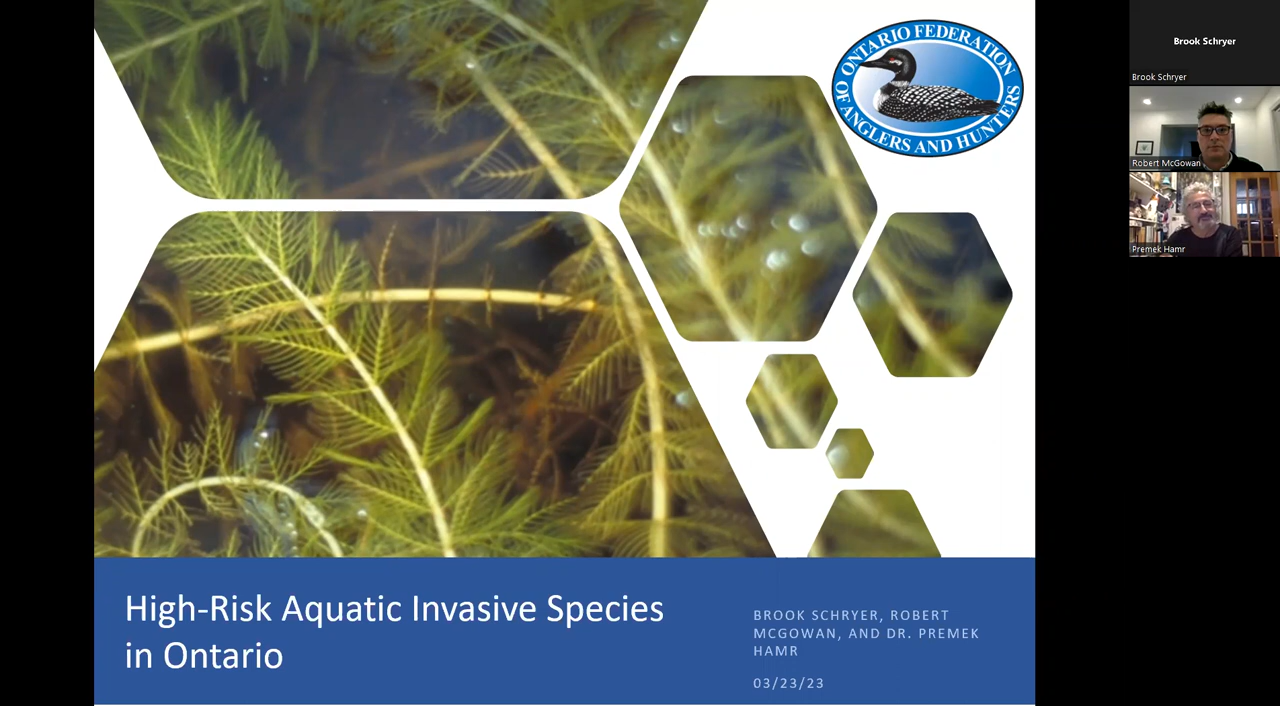 ONTARIO FEDERATION
OF ANGLERS AND HUNTERS
High-Risk Aquatic Invasive Species
in Ontario
BROOK SCHRYER, ROBERT
MCGOWAN, AND DR. PREMEK
HAMR
03/23/23
Brook Schryer
Brook Schryer
Robert McGowan
Premek Hamr